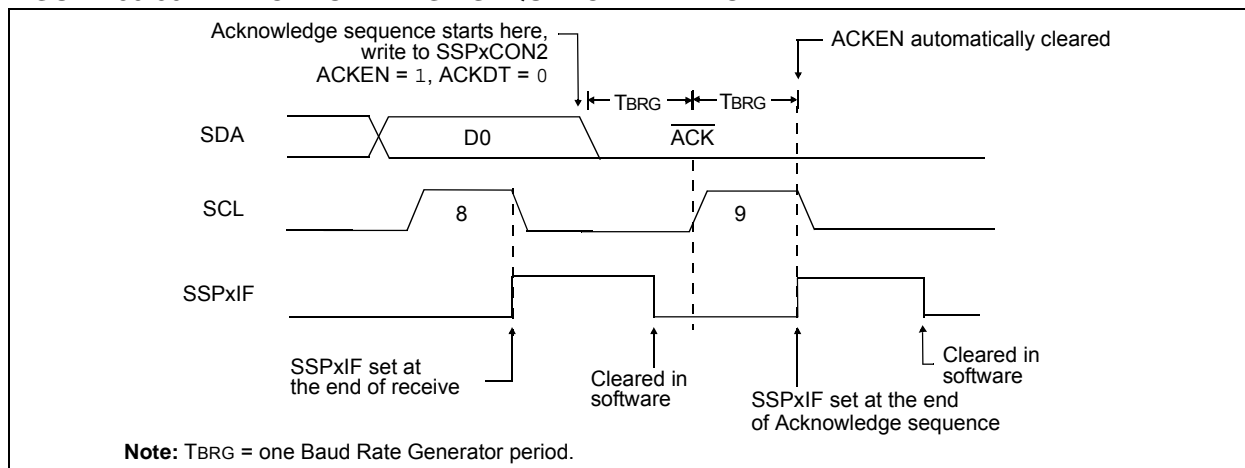 Acknowledge sequence starts here,
write to SSPxCON2
ACKEN = 1, ACKDT = 0
ACKEN automatically cleared
TBRG
TBRG
SDA
D0
ACK
SCL
8
9
SSPxIF
SSPxIF set at
the end of receive
Cleared in
software
SSPxIF set at the end
of Acknowledge sequence
Cleared in
software
Note: TBRG = one Baud Rate Generator period.